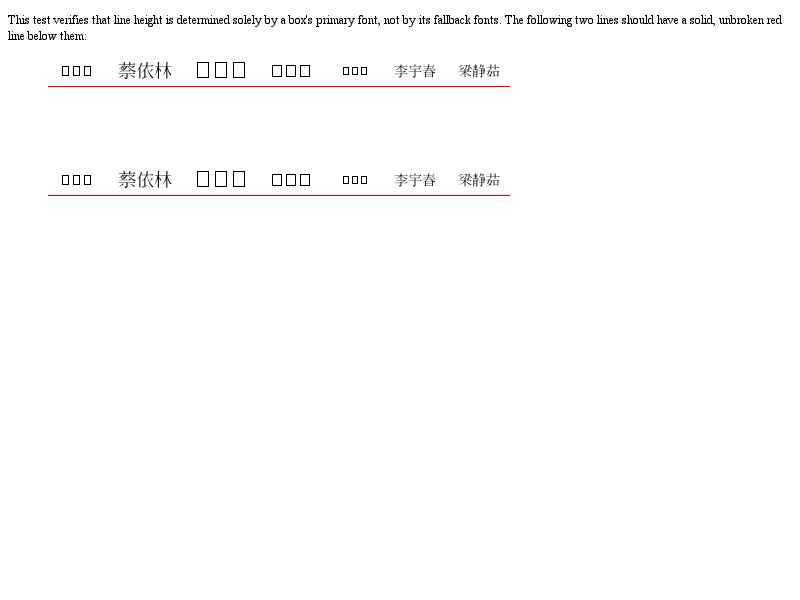 This test verifies that line height is determined solely by a box's primary font, not by its fallback fonts. The following two lines should have a solid, unbroken red
line below them:
蔡依林 李宇春 梁静茹
蔡依林 李宇春 梁静茹